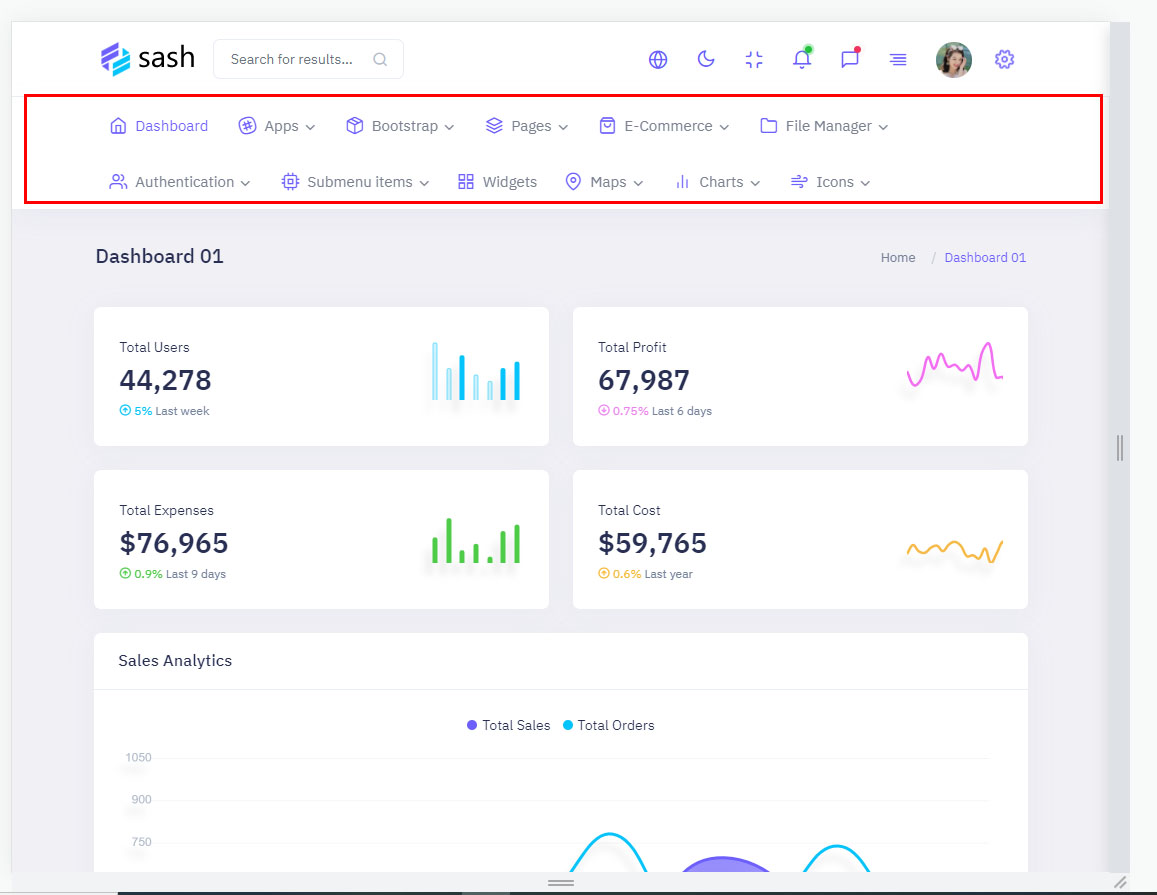 sash Search for results...
Dashboard Apps Bootstrap Pages E-Commerce File Manager
Authentication Submenu items Widgets Maps Charts Icons
Dashboard 01 Home / Dashboard 01
Total Users
44,278
5% Last week
Total Profit
67,987
0.75% Last 6 days
Total Expenses
$76,965
0.9% Last 9 days
Total Cost
$59,765
0.6% Last year
Sales Analytics
Total Sales Total Orders
1050
900
750